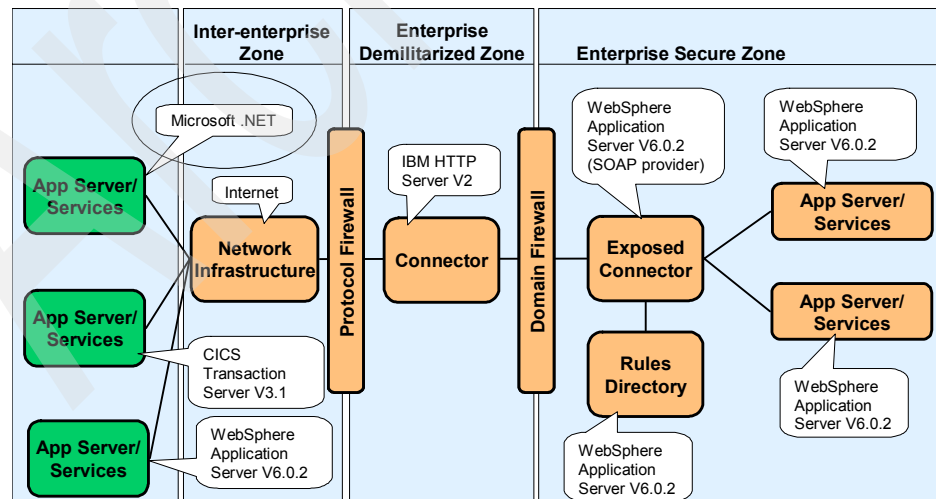 Inter-enterprise
Zone
Enterprise
Demilitarized Zone
Enterprise Secure Zone
Microsoft .NET
App Server/
Services
Internet
Network
Infrastructure
App Server/
Services
CICS
Transaction
Server V3.1
App Server/
Services
WebSphere
Application
Server V6.0.2
Protocol Firewall
IBM HTTP
Server V2
Connector
Domain Firewall
WebSphere
Application
Server V6.0.2
(SOAP provider)
Exposed
Connector
Rules
Directory
WebSphere
Application
Server V6.0.2
WebSphere
Application
Server V6.0.2
App Server/
Services
App Server/
Services
WebSphere
Application
Server V6.0.2